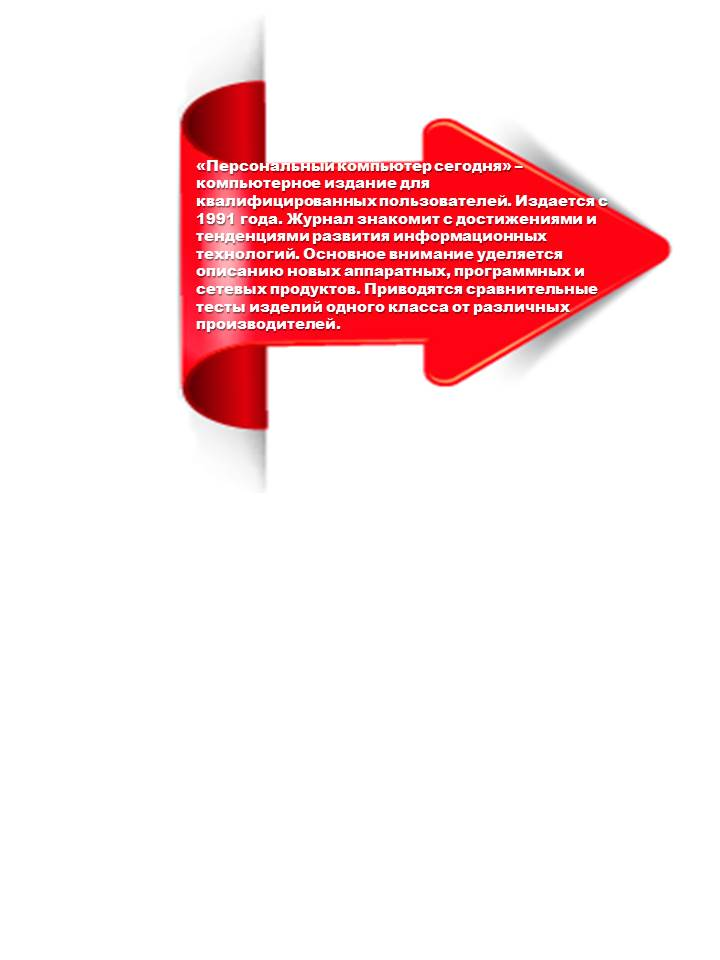 «Персональный компьютер сегодня» –
компьютерное издание для
квалифицированных пользователей. Издается с
1991 года. Журнал знакомит с достижениями и
тенденциями развития информационных
технологий. Основное внимание уделяется
описанию новых аппаратных, программных и
сетевых продуктов. Приводятся сравнительные
тесты изделий одного класса от различных
производителей.